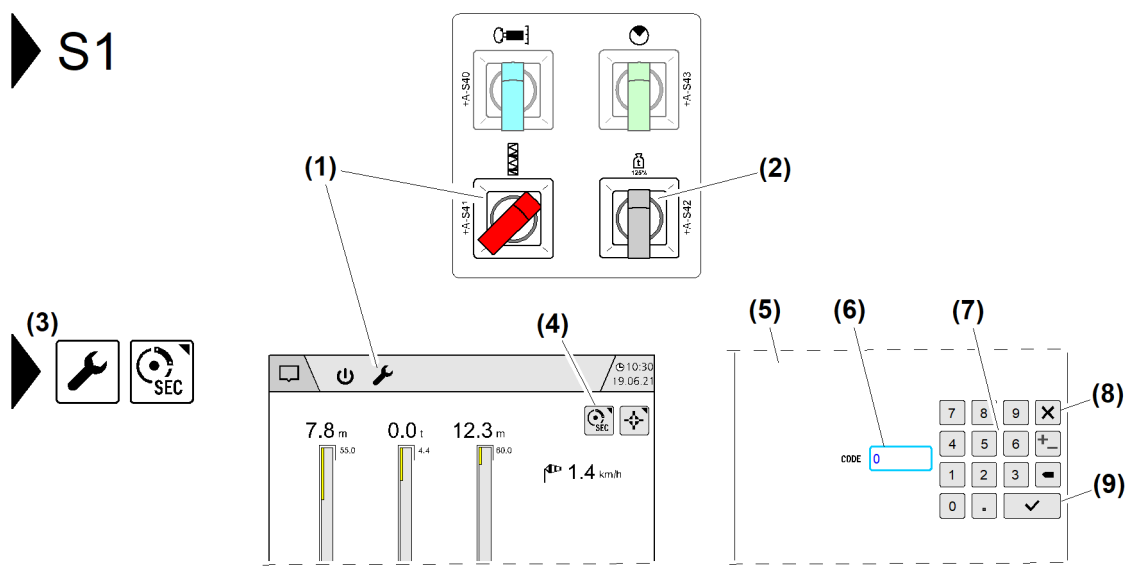 S1
+A-S40
+A-S43
(1)
t
125%
(2)
+A-S41
+A-S42
(3)
SEC
(4)
10:30
19.06.21
SEC
7.8 m
0.0 t
12.3 m
55.0
4.4
60.0
1.4 km/h
(5)
(6)
(7)
(8)
7 8 9
4 5 6 +_
CODE 0
1 2 3
0 .
(9)